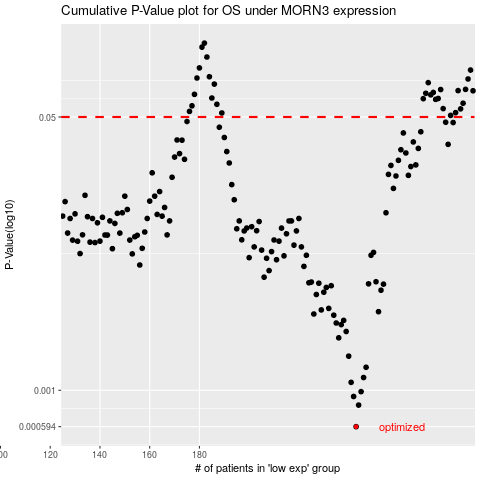 Cumulative P-Value plot for OS under MORN3 expression
P-Value(log10)
0.05
0.001
0.000594
optimized
00 120 140 160 180
# of patients in 'low exp' group